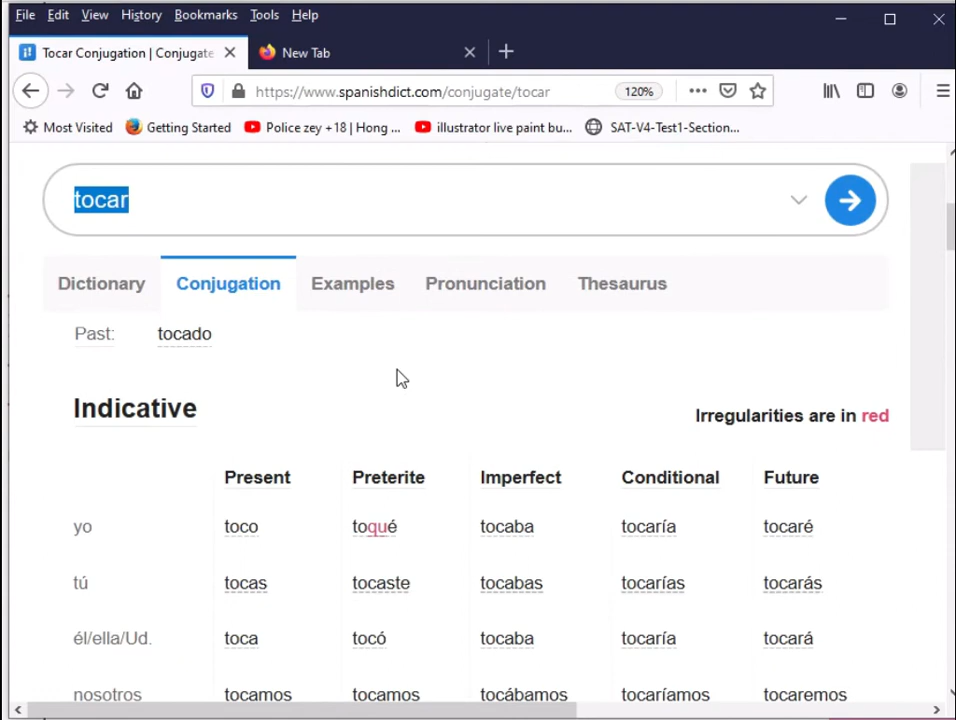 File Edit View History Bookmarks Tools Help
Tocar Conjugation | Conjugate
New Tab
https://www.spanishdict.com/conjugate/tocar
120%
Most Visited Getting Started Police zey +18 | Hong ... illustrator live paint bu... SAT-V4-Test1-Section...
tocar
Dictionary Conjugation Examples Pronunciation Thesaurus
Past: tocado
Indicative
Irregularities are in red
Present Preterite Imperfect Conditional Future
yo toco toqué tocaba tocaría tocaré
tú tocas tocaste tocabas tocarías tocarás
él/ella/Ud. toca tocó tocaba tocaría tocará
nosotros tocamos tocamos tocábamos tocaríamos tocaremos